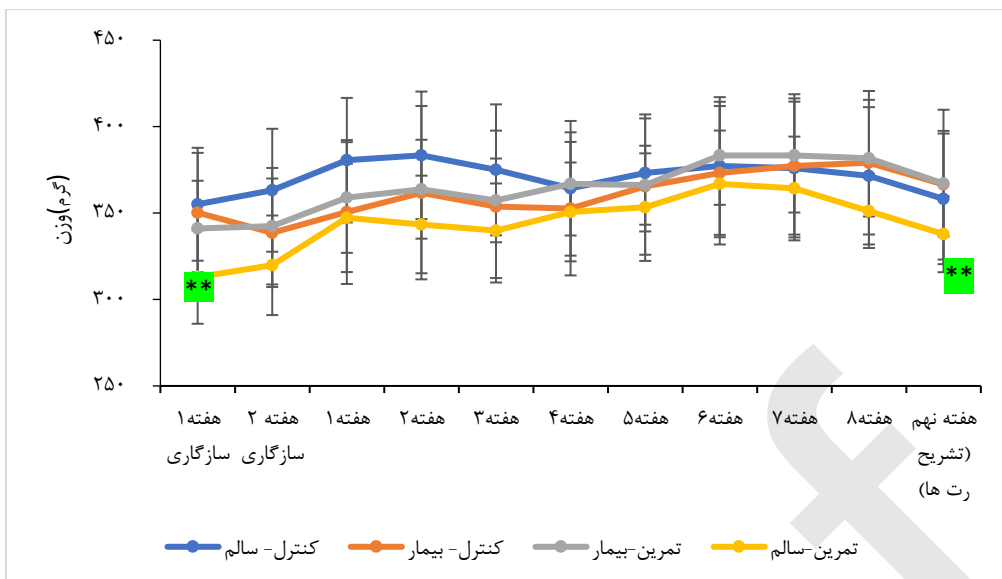 ۴۵۰
۴۰۰
۳۵۰
۳۰۰
۲۵۰
وزن(گرم)
**
**
هفته۱ سازگاری
هفته ۲ سازگاری
هفته۱
هفته۲
هفته۳
هفته۴
هفته۵
هفته۶
هفته۷
هفته۸
هفته نهم
(تشریح
رت ها)
کنترل- سالم
کنترل- بیمار
تمرین-بیمار
تمرین-سالم
f